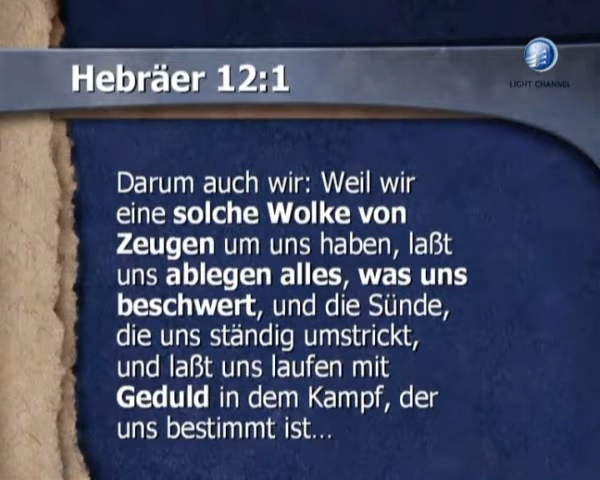 Hebräer 12:1
LIGHT CHANNEL
Darum auch wir: Weil wir
eine solche Wolke von
Zeugen um uns haben, laßt
uns ablegen alles, was uns
beschwert, und die Sünde,
die uns ständig umstrickt,
und laßt uns laufen mit
Geduld in dem Kampf, der
uns bestimmt ist...